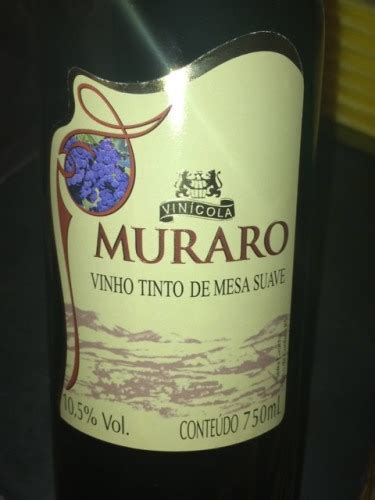 VINÍCOLA
MURARO
VINHO TINTO DE MESA SUAVE
10,5% Vol.
CONTEÚDO 750mL